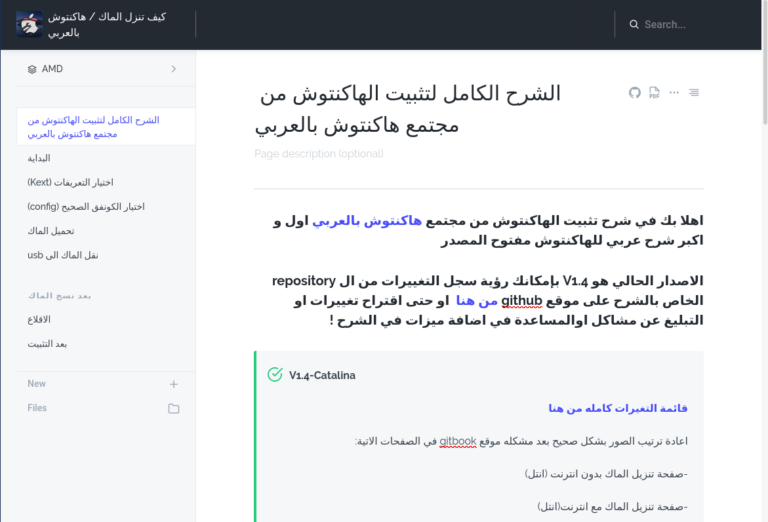 كيف تنزل الماك / هاكنتوش
بالعربي
Search...
AMD
الشرح الكامل لتثبيت الهاكنتوش من
مجتمع هاكنتوش بالعربي
البداية
اختيار التعريفات (Kext)
اختيار الكونفق الصحيح (config)
تحميل الماك
نقل الماك الى usb
بعد نسخ الماك
الاقلاع
بعد التثبيت
New
Files
الشرح الكامل لتثبيت الهاكنتوش من
مجتمع هاكنتوش بالعربي
PDF
Page description (optional)
اهلا بك في شرح تثبيت الهاكنتوش من مجتمع هاكنتوش بالعربي اول و
اكبر شرح عربي للهاكنتوش مفتوح المصدر
الاصدار الحالي هو V1.4 بإمكانك رؤية سجل التغييرات من ال repository
الخاص بالشرح على موقع github من هنا او حتى اقتراح تغييرات او
التبليغ عن مشاكل اوالمساعدة في اضافة ميزات في الشرح !
V1.4-Catalina
قائمة التغيرات كامله من هنا
اعادة ترتيب الصور بشكل صحيح بعد مشكله موقع gitbook في الصفحات الاتية:
-صفحة تنزيل الماك بدون انترنت (انتل)
-صفحة تنزيل الماك مع انترنت(انتل)